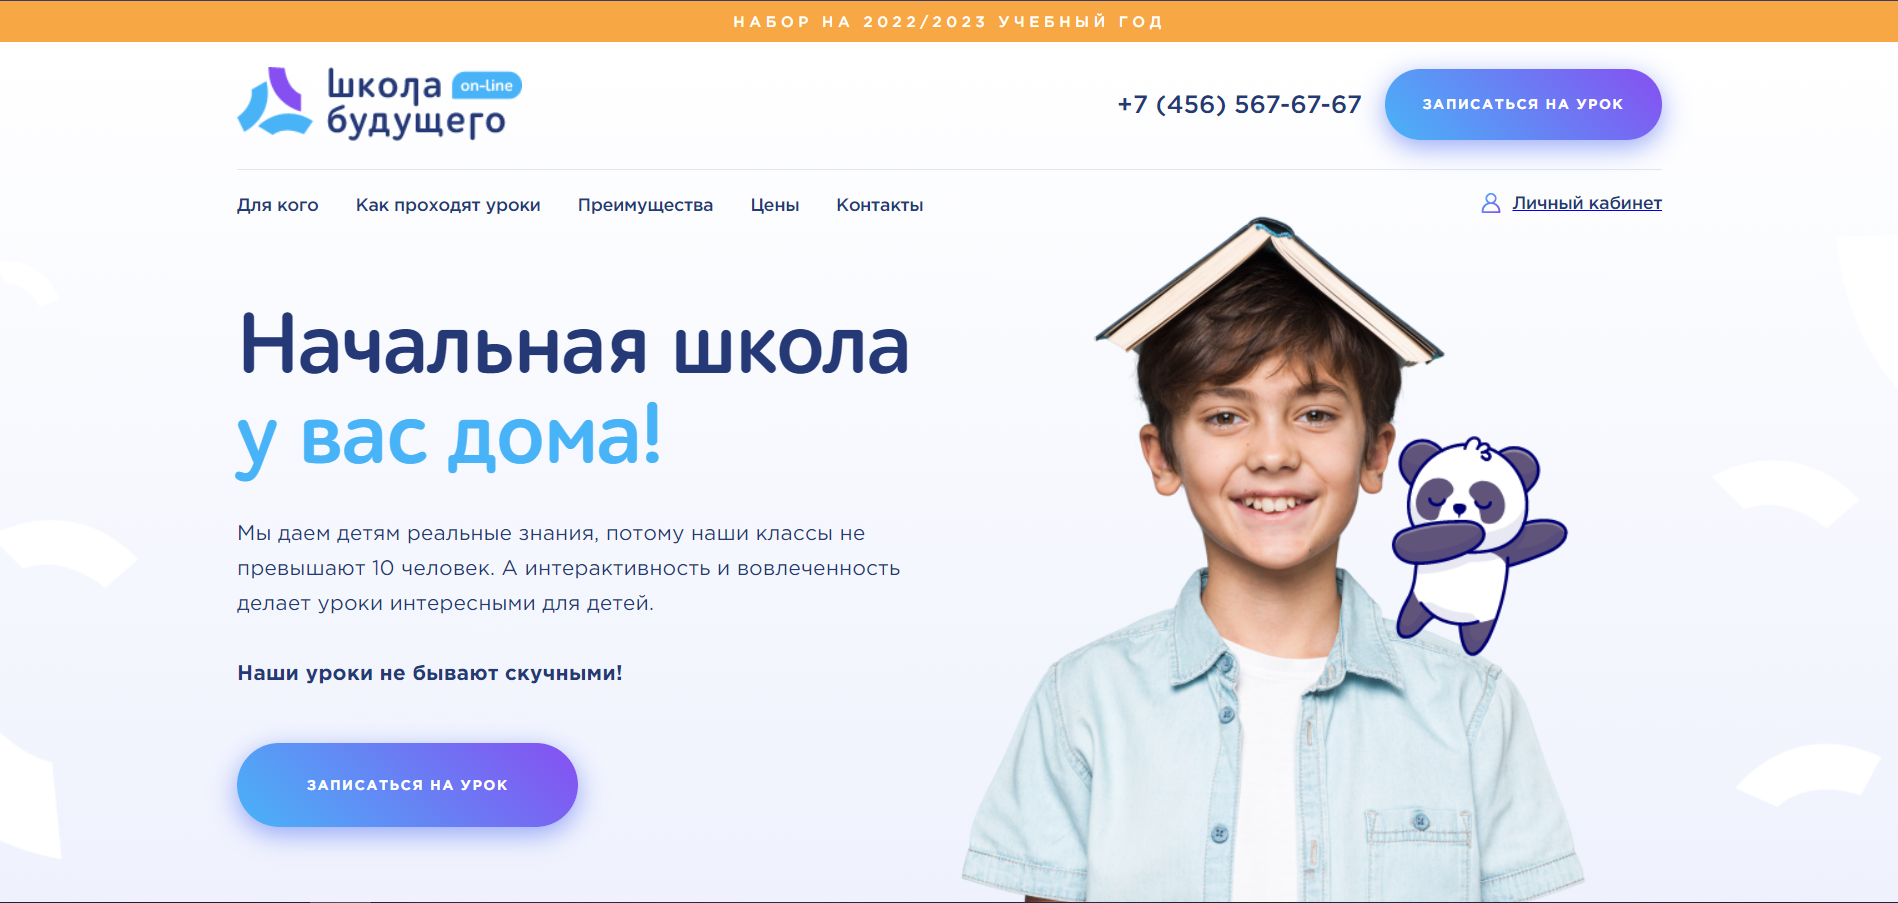 НАБОР НА 2022/2023 УЧЕБНЫЙ ГОД
школа on-line
будущего
+7 (456) 567-67-67
ЗАПИСАТЬСЯ НА УРОК
Для кого
Как проходят уроки
Преимущества
Цены
Контакты
Личный кабинет
Начальная школа
у вас дома!
Мы даем детям реальные знания, потому наши классы не
превышают 10 человек. А интерактивность и вовлеченность
делает уроки интересными для детей.
Наши уроки не бывают скучными!
ЗАПИСАТЬСЯ НА УРОК